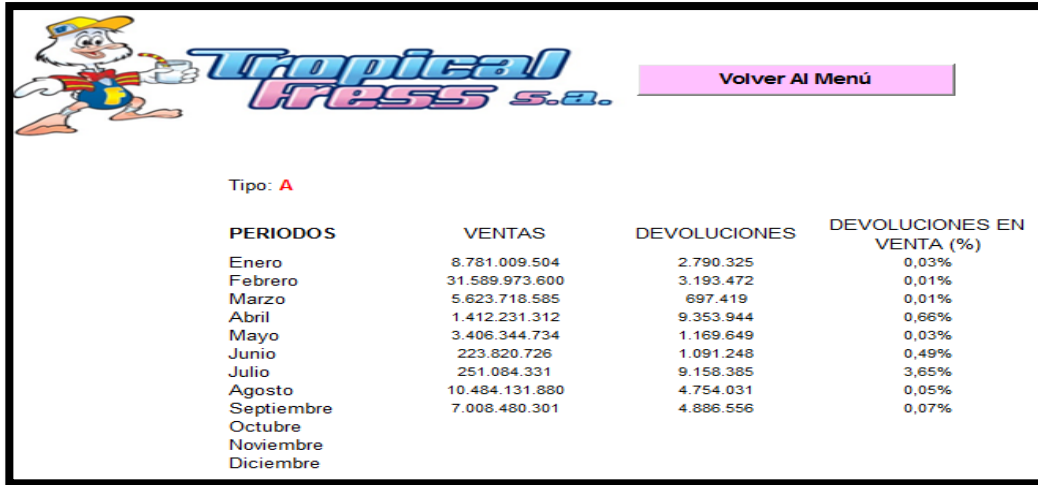 Tropical
Fress s.a.
Volver Al Menú
F
Tipo: A
PERIODOS VENTAS DEVOLUCIONES DEVOLUCIONES EN VENTA (%)
Enero 8.781.009.504 2.790.325 0,03%
Febrero 31.589.973.600 3.193.472 0,01%
Marzo 5.623.718.585 697.419 0,01%
Abril 1.412.231.312 9.353.944 0,66%
Mayo 3.406.344.734 1.169.649 0,03%
Junio 223.820.726 1.091.248 0,49%
Julio 251.084.331 9.158.385 3,65%
Agosto 10.484.131.880 4.754.031 0,05%
Septiembre 7.008.480.301 4.886.556 0,07%
Octubre
Noviembre
Diciembre